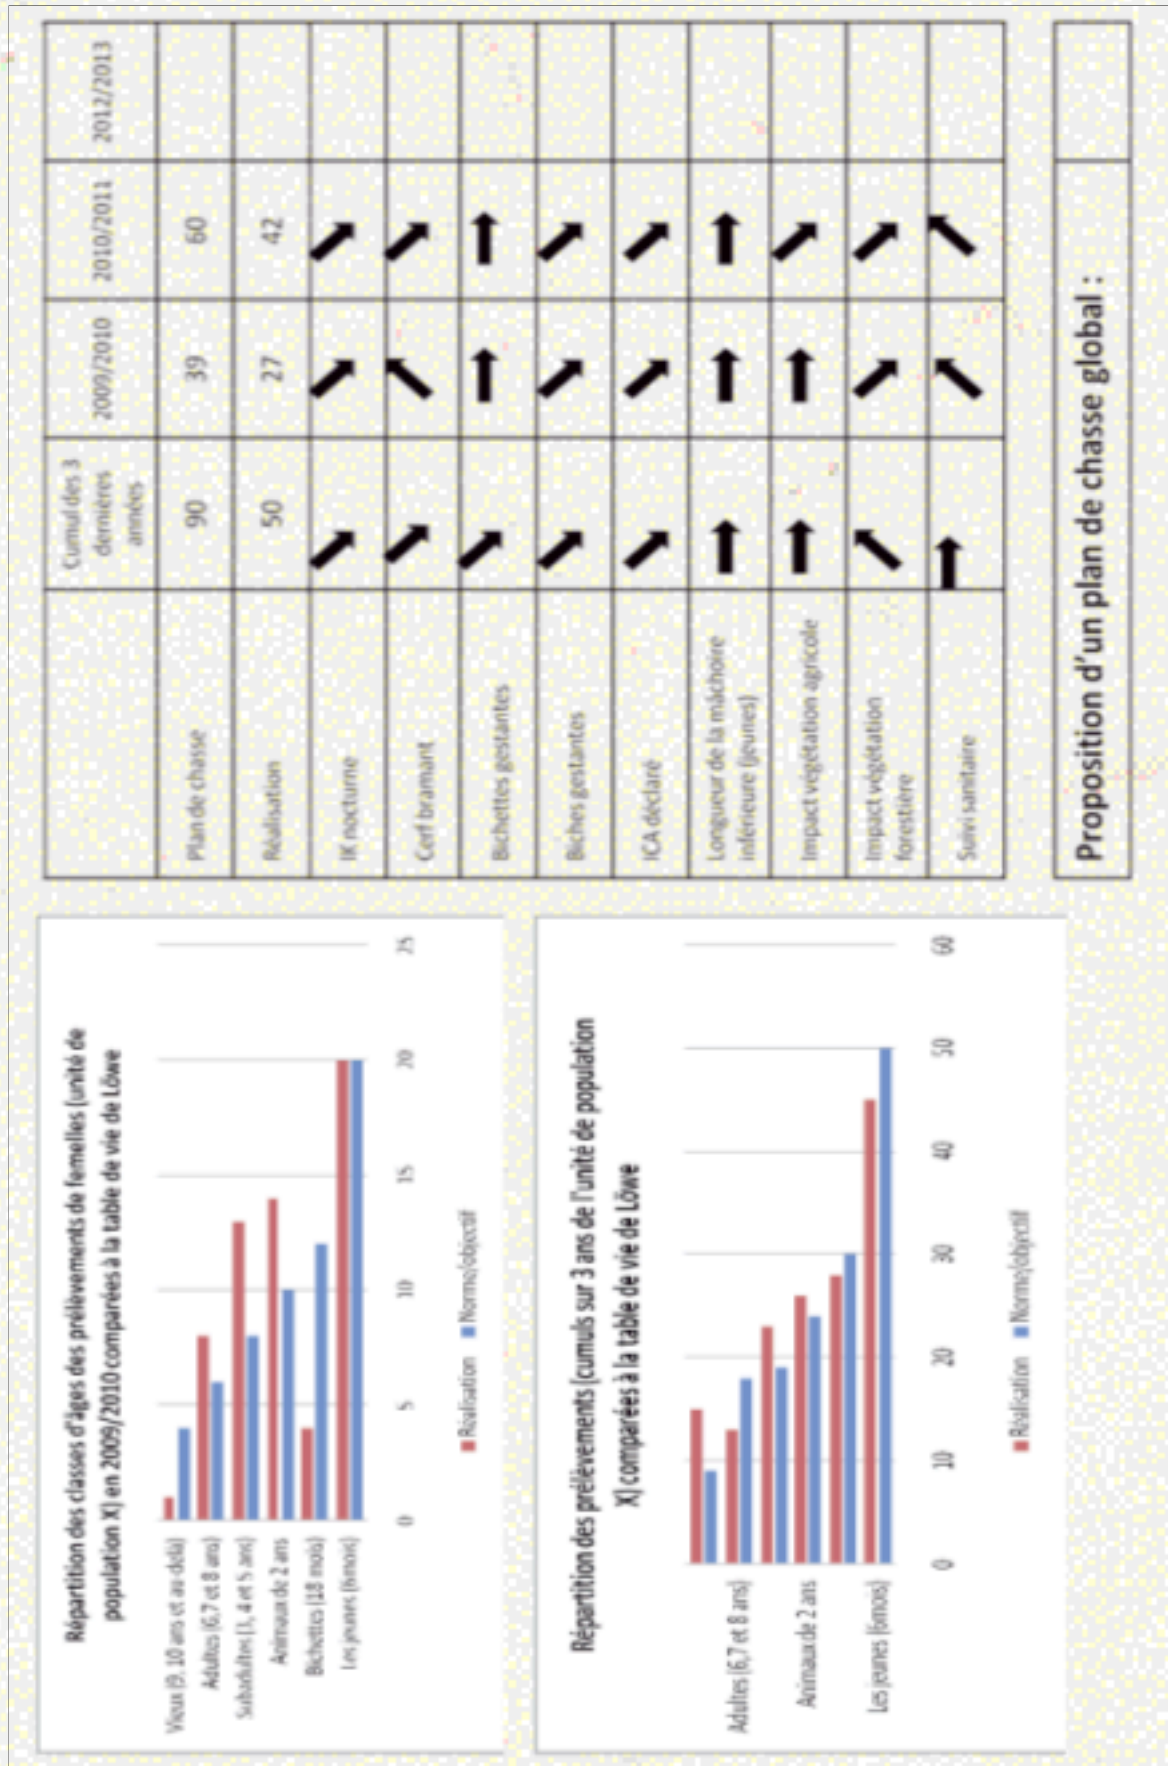 Répartition des classes d'âges des prélèvements de femelles (unité de
population X) en 2009/2010 comparées à la table de vie de Löwe
Vieux (9, 10 ans et au-delà)
Adultes (6,7 et 8 ans)
Subadultes (3, 4 et 5 ans)
Animaux de 2 ans
Bichettes (18 mois)
Les jeunes (6mois)
0 5 10 15 20 25
Réalisation Norme/objectif
Répartition des prélèvements (cumuls sur 3 ans de l'unité de population
X) comparées à la table de vie de Löwe
Adultes (6,7 et 8 ans)
Animaux de 2 ans
Les jeunes (6mois)
0 10 20 30 40 50 60
Réalisation Norme/objectif
Cumul des 3
dernières
années
2009/2010
2010/2011
2012/2013
Plan de chasse 90 39 60
Réalisation 50 27 42
IK nocturne
Cerf bramant
Bichettes gestantes
Biches gestantes
ICA déclaré
Longueur de la mâchoire
inférieure (jeunes)
Impact végétation agricole
Impact végétation
forestière
Suivi sanitaire
Proposition d'un plan de chasse global :